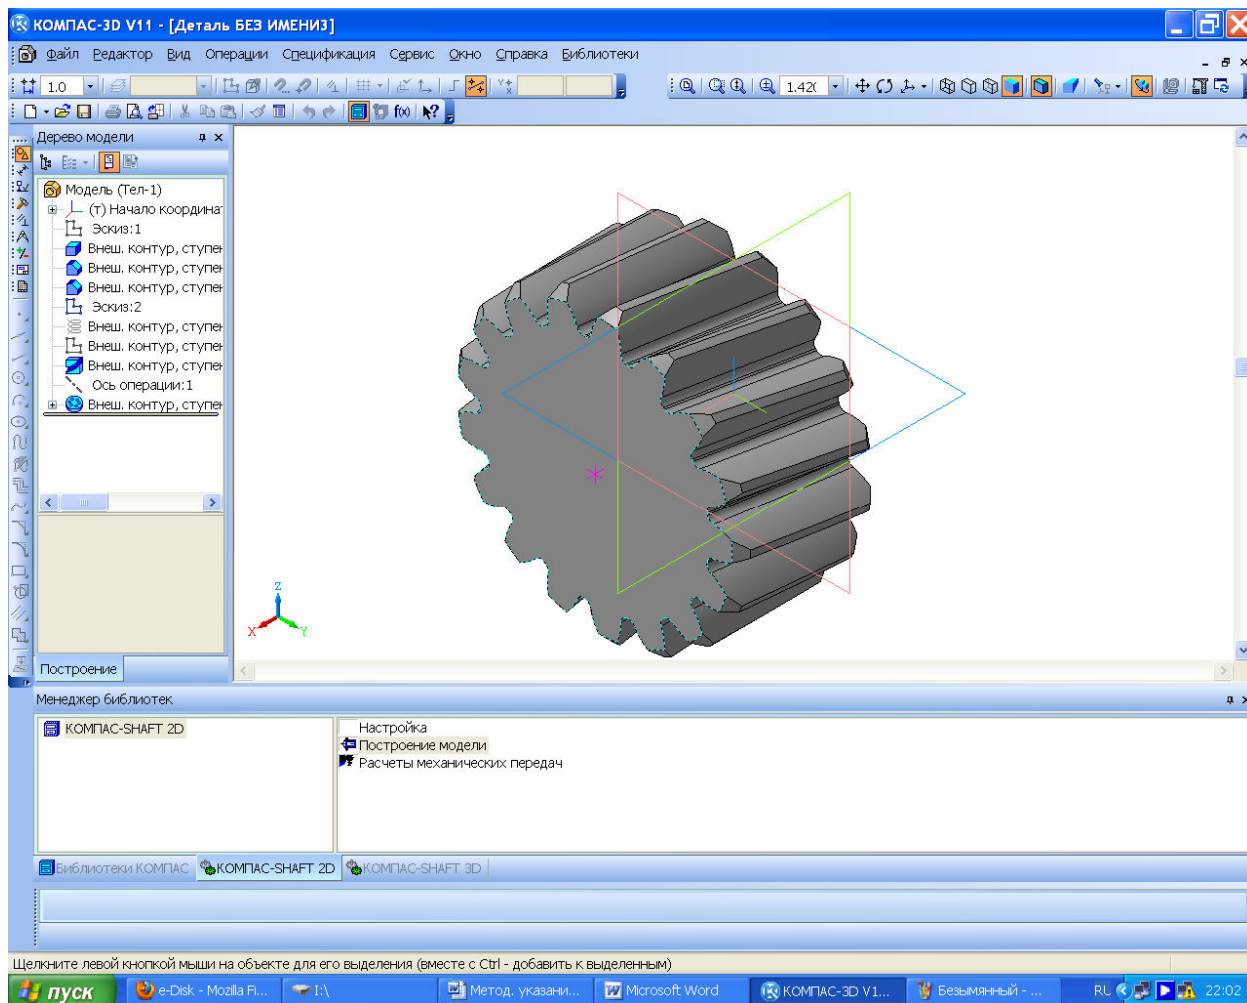 КОМПАС-3D V11 - [Деталь БЕЗ ИМЕНИ3]
Файл Редактор Вид Операции Спецификация Сервис Окно Справка Библиотеки
1.0
1.42(
f(x)
Дерево модели
Модель (Тел-1)
(т) Начало координа
Эскиз:1
Внеш. контур, ступен
Внеш. контур, ступен
Внеш. контур, ступен
Эскиз:2
Внеш. контур, ступен
Внеш. контур, ступен
Внеш. контур, ступен
Ось операции:1
Внеш. контур, ступен
Z
X
Y
Построение
Менеджер библиотек
КОМПАС-SHAFT 2D
Настройка
Построение модели
Расчеты механических передач
Библиотеки КОМПАС КОМПАС-SHAFT 2D КОМПАС-SHAFT 3D
Щелкните левой кнопкой мыши на объекте для его выделения (вместе с Ctrl - добавить к выделенным)
пуск e-Disk - Mozilla Fi... I:\ Метод. указани... Microsoft Word КОМПАС-3D V1... Безымянный - ... RU 22:02